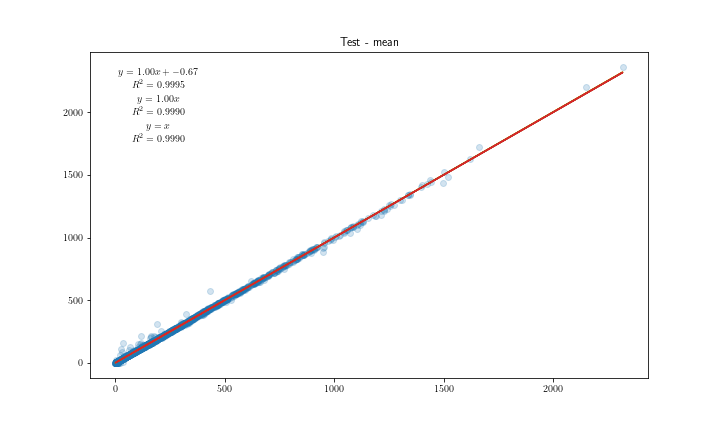 Test - mean
y = 1.00x + −0.67
R² = 0.9995
y = 1.00x
R² = 0.9990
y = x
R² = 0.9990
2000
1500
1000
500
0
0 500 1000 1500 2000